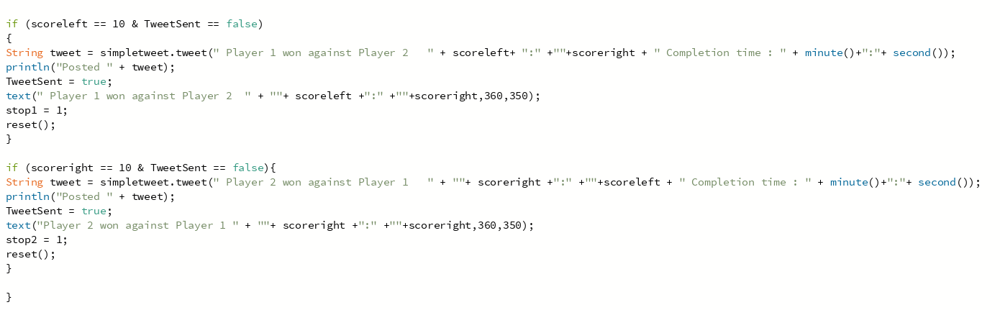 if (scoreleft == 10 & TweetSent == false)
{
String tweet = simpletweet.tweet(" Player 1 won against Player 2   " + scoreleft+ ":" +""+scoreright + " Completion time : " + minute()+":"+ second());
println("Posted " + tweet);
TweetSent = true;
text(" Player 1 won against Player 2  " + ""+ scoreleft +":" +""+scoreright,360,350);
stop1 = 1;
reset();
}
if (scoreright == 10 & TweetSent == false){
String tweet = simpletweet.tweet(" Player 2 won against Player 1   " + ""+ scoreright +":" +""+scoreleft + " Completion time : " + minute()+":"+ second());
println("Posted " + tweet);
TweetSent = true;
text("Player 2 won against Player 1 " + ""+ scoreright +":" +""+scoreright,360,350);
stop2 = 1;
reset();
}
}